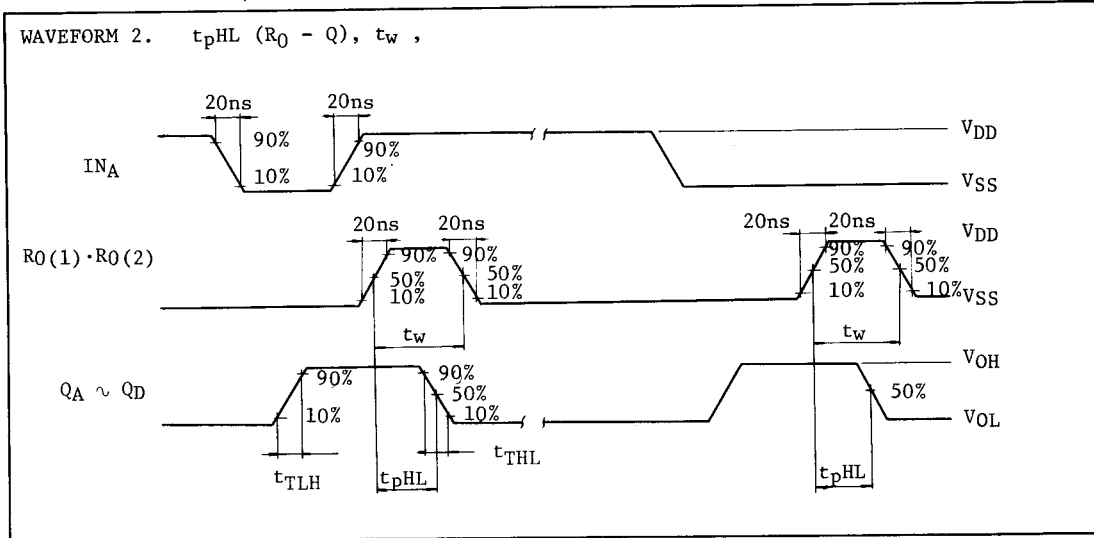 WAVEFORM 2. tpHL (R0 - Q), tw ,
20ns 20ns
90% 90% VDD
INA
10% 10% VSS
20ns 20ns 20ns 20ns VDD
R0(1)·R0(2)
90% 90% 90% 90%
50% 50% 50% 50%
10% 10% 10% 10% VSS
tw tw
VOH
QA ~ QD
90% 90%
50% 50%
10% 10% VOL
tTLH tpHL tTHL tpHL